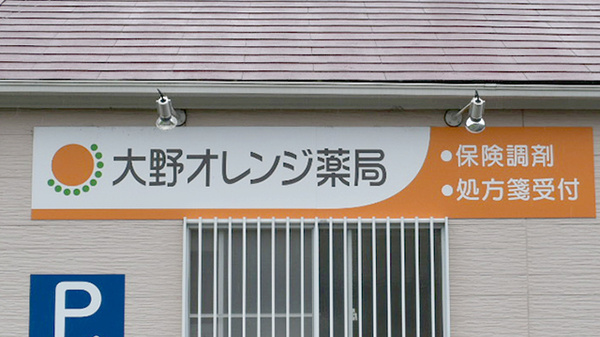 大野オレンジ薬局
●保険調剤
●処方箋受付
P